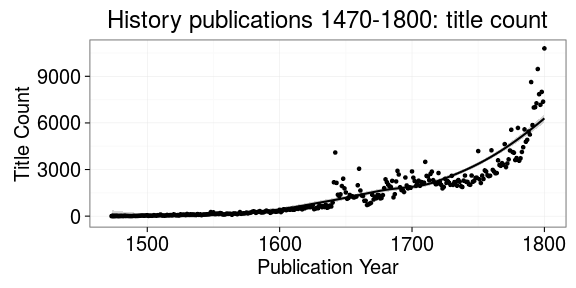 History publications 1470-1800: title count
Title Count
9000
6000
3000
0
1500 1600 1700 1800
Publication Year